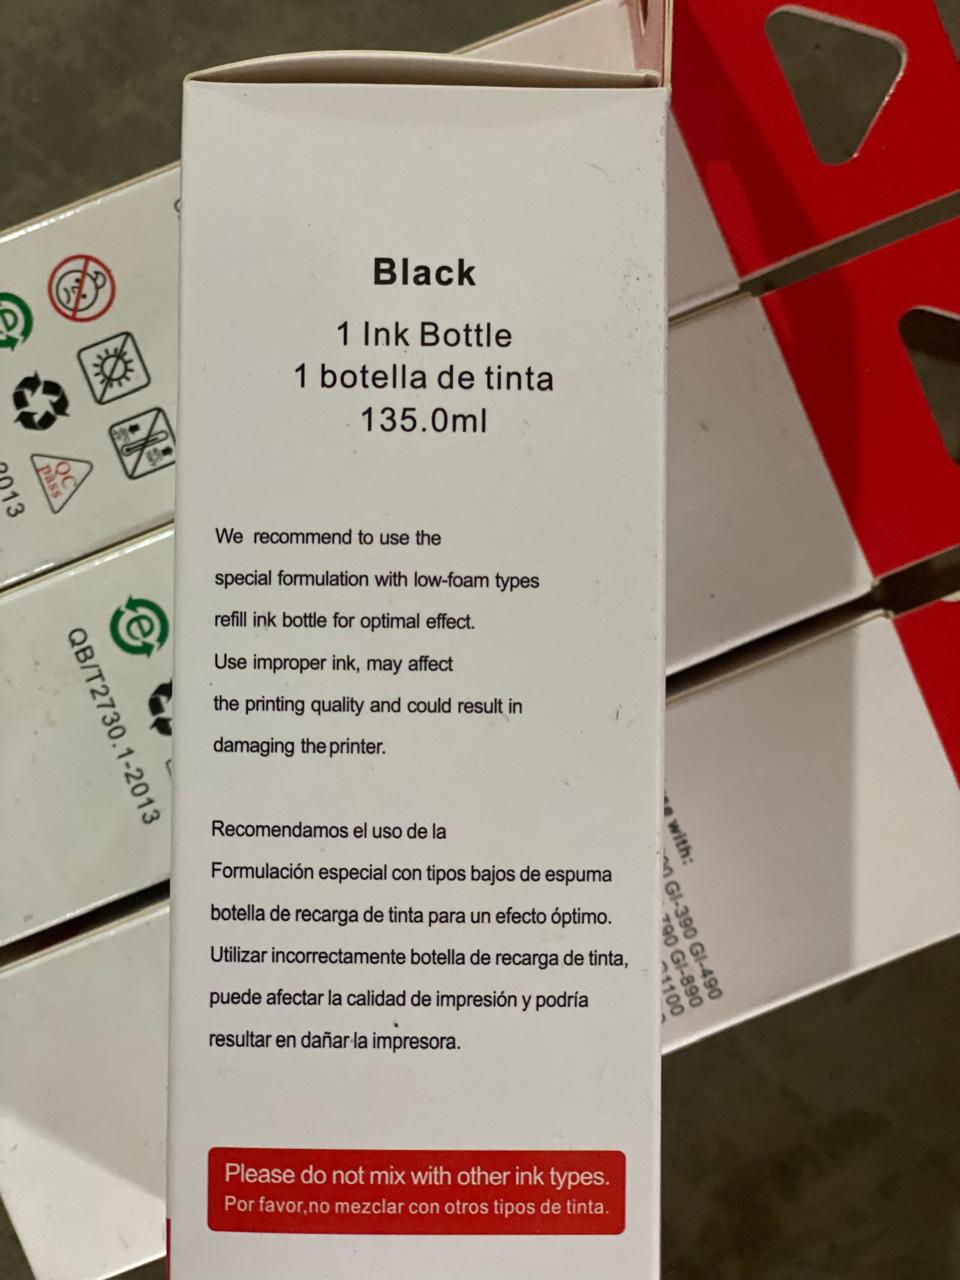 Black
1 Ink Bottle
1 botella de tinta
135.0ml
We recommend to use the
special formulation with low-foam types
refill ink bottle for optimal effect.
Use improper ink, may affect
the printing quality and could result in
damaging the printer.
Recomendamos el uso de la
Formulación especial con tipos bajos de espuma
botella de recarga de tinta para un efecto óptimo.
Utilizar incorrectamente botella de recarga de tinta,
puede afectar la calidad de impresión y podría
resultar en dañar la impresora.
Please do not mix with other ink types.
Por favor,no mezclar con otros tipos de tinta.
QC
pass
2013
e
QB/T2730.1-2013
with:
GI-390 GI-490
790 GI-890